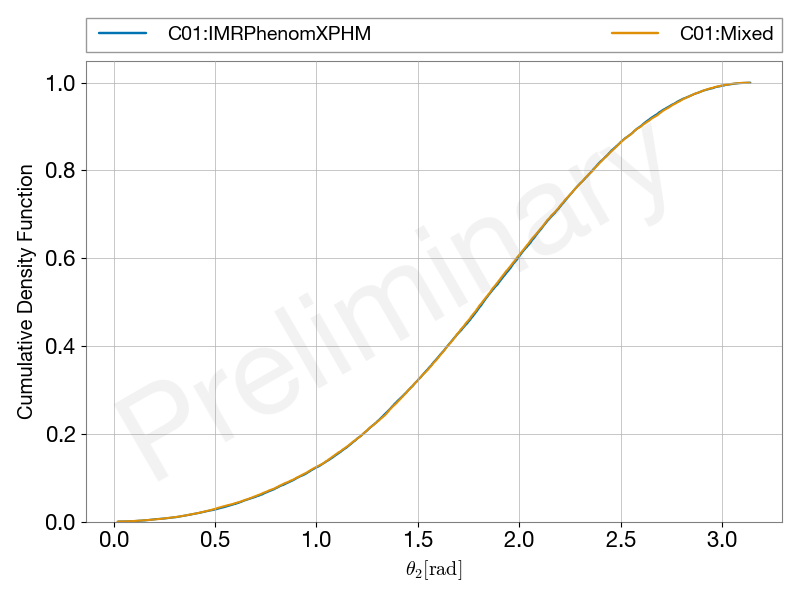 C01:IMRPhenomXPHM C01:Mixed
Cumulative Density Function
1.0
0.8
0.6
0.4
0.2
0.0
Preliminary
0.0 0.5 1.0 1.5 2.0 2.5 3.0
θ₂[rad]